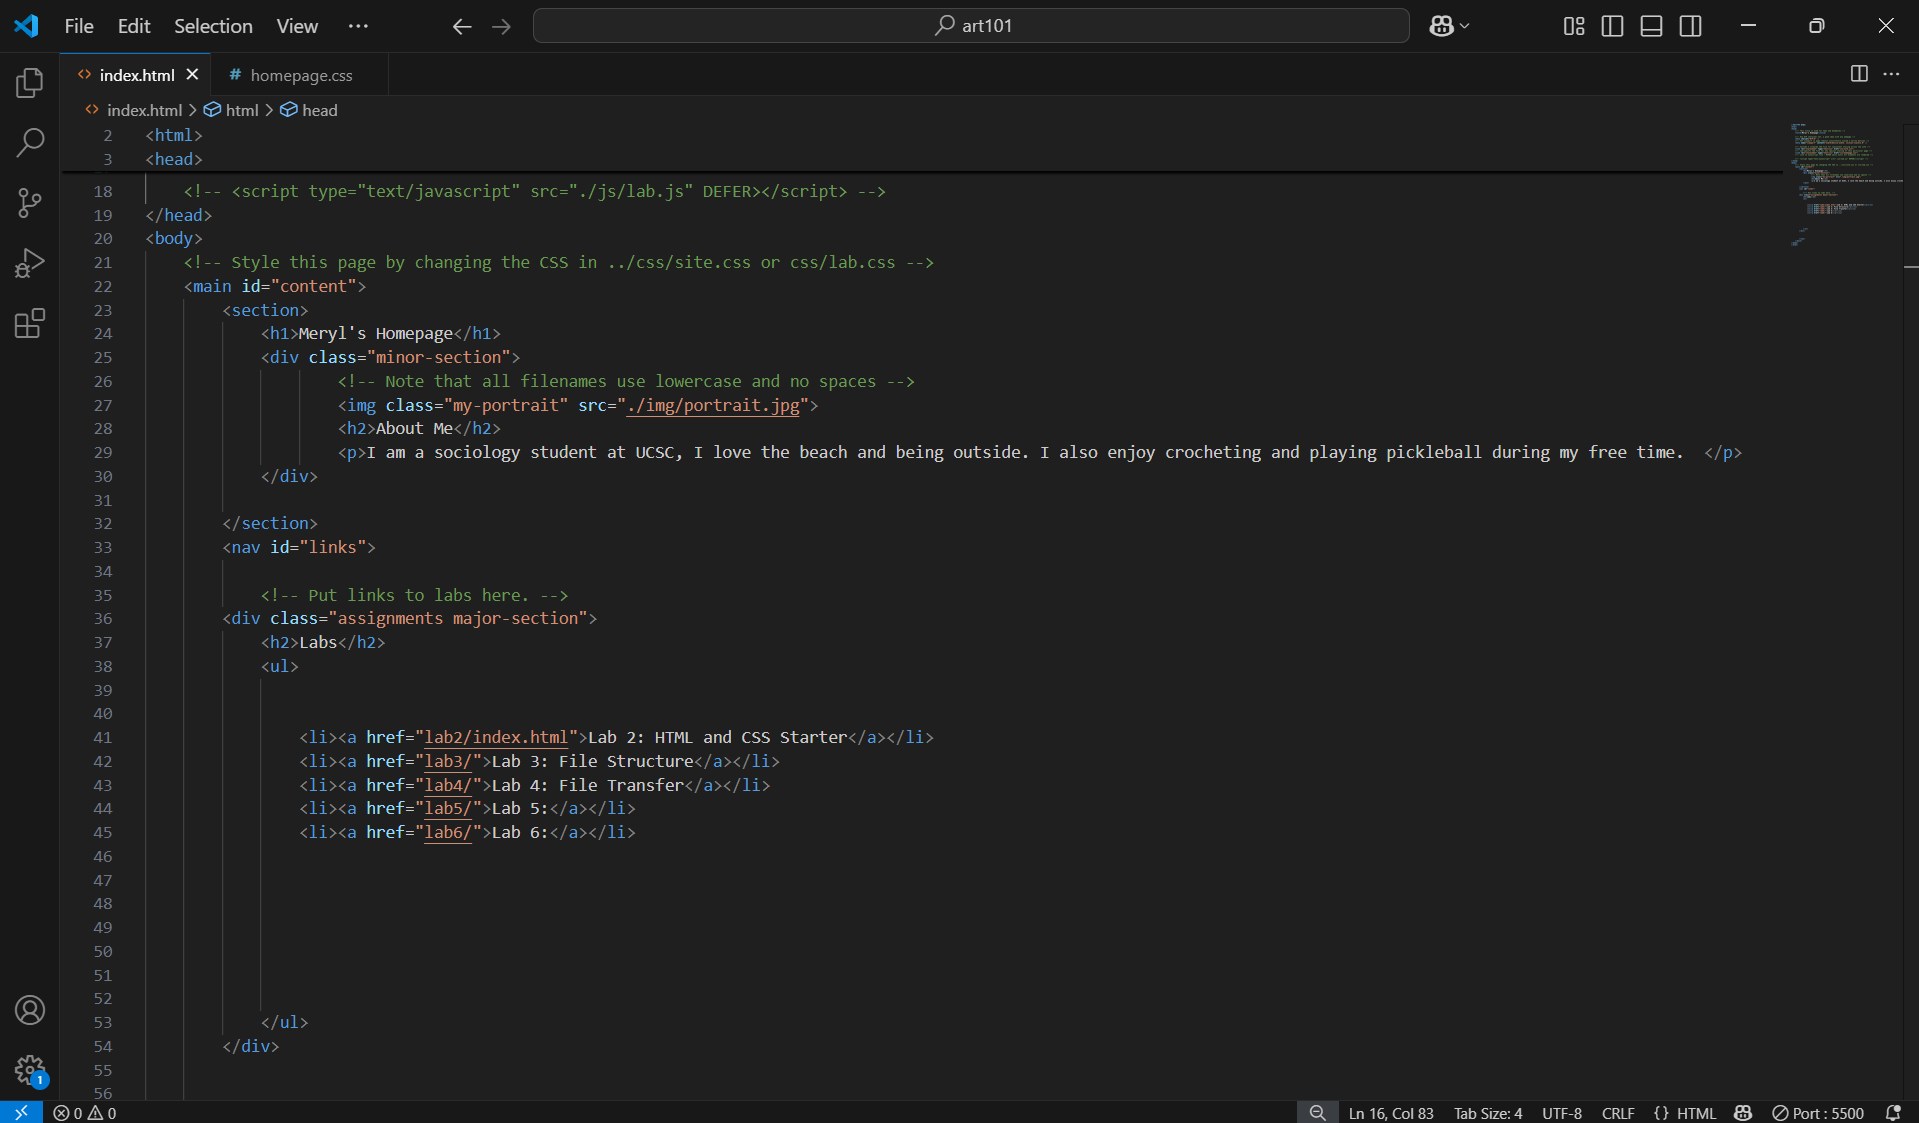 File Edit Selection View ··· art101
index.html homepage.css
index.html > html > head
2 <html>
3 <head>
18 <!-- <script type="text/javascript" src="./js/lab.js" DEFER></script> -->
19 </head>
20 <body>
21 <!-- Style this page by changing the CSS in ../css/site.css or css/lab.css -->
22 <main id="content">
23 <section>
24 <h1>Meryl's Homepage</h1>
25 <div class="minor-section">
26 <!-- Note that all filenames use lowercase and no spaces -->
27 <img class="my-portrait" src="./img/portrait.jpg">
28 <h2>About Me</h2>
29 <p>I am a sociology student at UCSC, I love the beach and being outside. I also enjoy crocheting and playing pickleball during my free time.  </p>
30 </div>
31
32 </section>
33 <nav id="links">
34
35 <!-- Put links to labs here. -->
36 <div class="assignments major-section">
37 <h2>Labs</h2>
38 <ul>
39
40
41 <li><a href="lab2/index.html">Lab 2: HTML and CSS Starter</a></li>
42 <li><a href="lab3/">Lab 3: File Structure</a></li>
43 <li><a href="lab4/">Lab 4: File Transfer</a></li>
44 <li><a href="lab5/">Lab 5:</a></li>
45 <li><a href="lab6/">Lab 6:</a></li>
46
47
48
49
50
51
52
53 </ul>
54 </div>
55
56
1
0 0 Ln 16, Col 83 Tab Size: 4 UTF-8 CRLF {} HTML Port : 5500